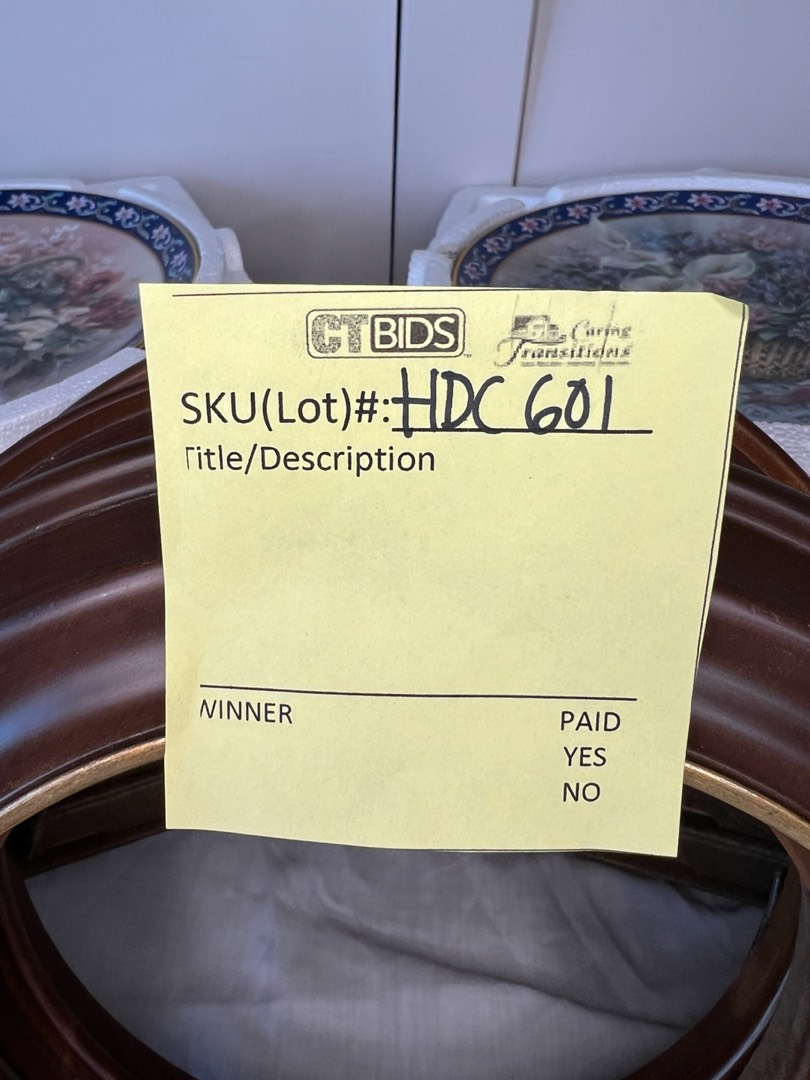 CTBIDS Caring Transitions
SKU(Lot)#: HDC 601
Title/Description
WINNER PAID
YES
NO